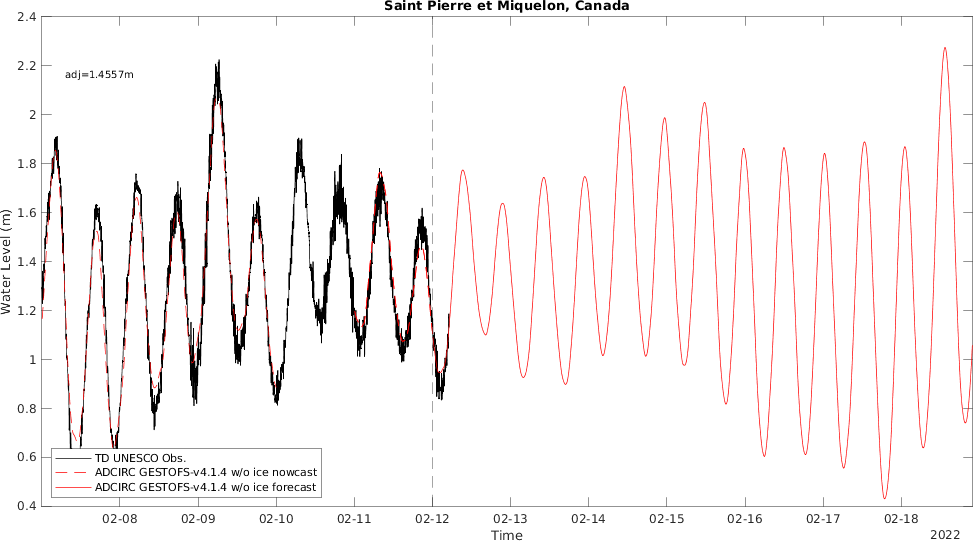 Saint Pierre et Miquelon, Canada
2.4
2.2
2
1.8
1.6
1.4
1.2
1
0.8
0.6
0.4
Water Level (m)
adj=1.4557m
TD UNESCO Obs.
ADCIRC GESTOFS-v4.1.4 w/o ice nowcast
ADCIRC GESTOFS-v4.1.4 w/o ice forecast
02-08 02-09 02-10 02-11 02-12 02-13 02-14 02-15 02-16 02-17 02-18
Time
2022